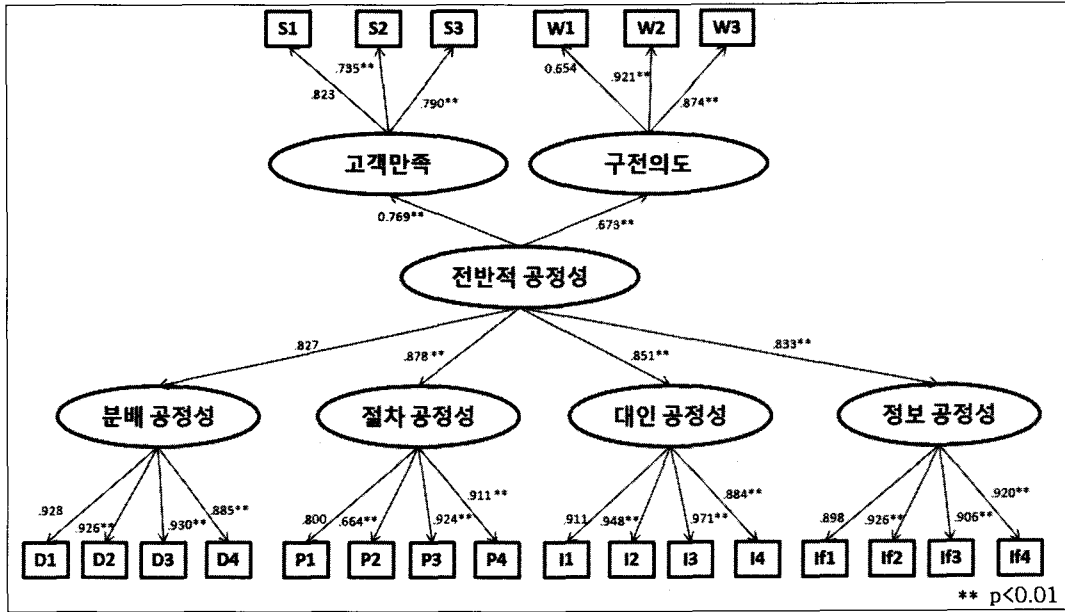 S1 S2 S3 W1 W2 W3
.823 .735** .790** 0.654 .921** .874**
고객만족 구전의도
0.769** .673**
전반적 공정성
.827 .878** .851** .833**
분배 공정성 절차 공정성 대인 공정성 정보 공정성
.928 .926** .930** .885** .800 .664** .924** .911** .911 .948** .971** .884** .898 .926** .906** .920**
D1 D2 D3 D4 P1 P2 P3 P4 I1 I2 I3 I4 If1 If2 If3 If4
** p<0.01